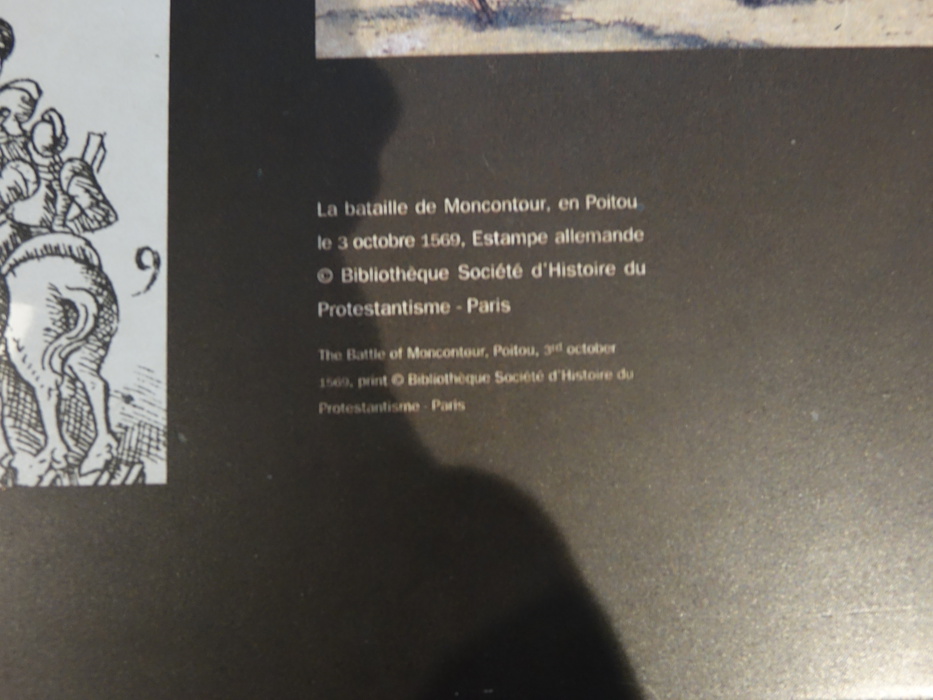 La bataille de Moncontour, en Poitou
le 3 octobre 1569, Estampe allemande
© Bibliothèque Société d'Histoire du
Protestantisme - Paris
The Battle of Moncontour, Poitou, 3rd october
1569, print © Bibliothèque Société d'Histoire du
Protestantisme - Paris
9